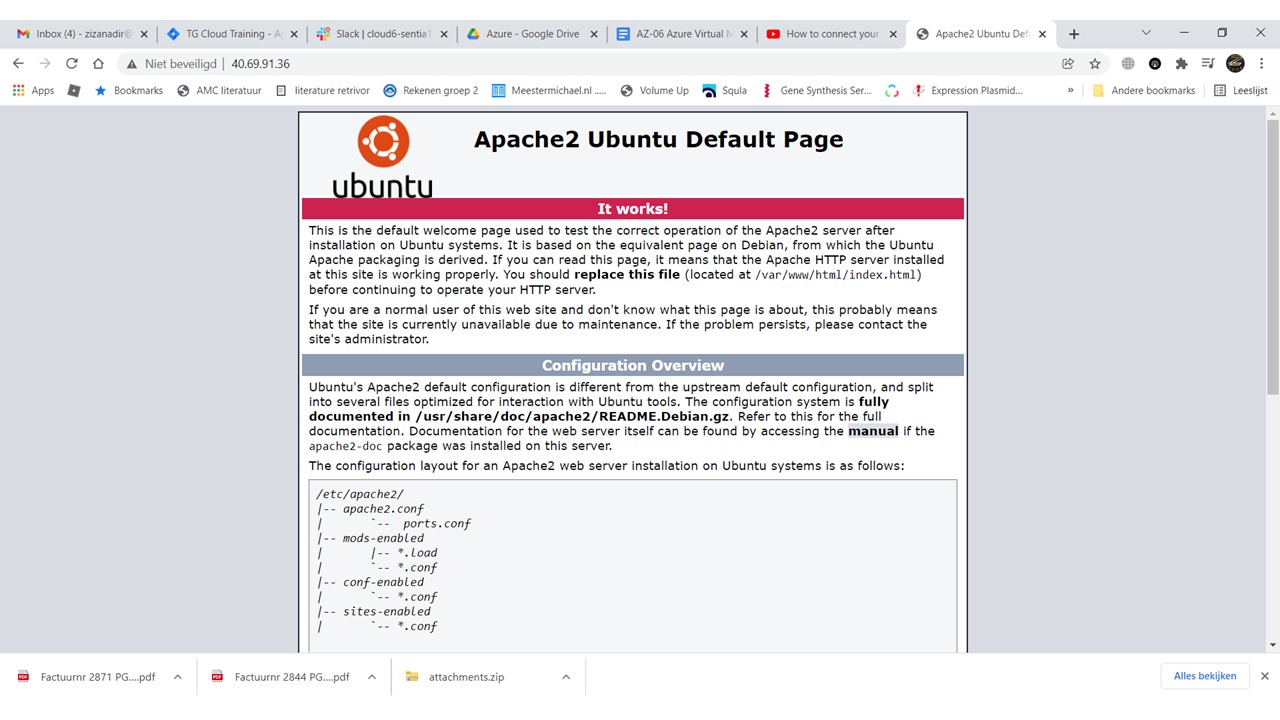 Inbox (4) - zizanadir@
TG Cloud Training - A
Slack | cloud6-sentia1
Azure - Google Drive
AZ-06 Azure Virtual M
How to connect your
Apache2 Ubuntu Def
Niet beveiligd | 40.69.91.36
Apps
Bookmarks
AMC literatuur
literature retrivor
Rekenen groep 2
Meestermichael.nl .....
Volume Up
Squla
Gene Synthesis Ser...
Expression Plasmid...
»
Andere bookmarks
Leeslijst
ubuntu
Apache2 Ubuntu Default Page
It works!
This is the default welcome page used to test the correct operation of the Apache2 server after
installation on Ubuntu systems. It is based on the equivalent page on Debian, from which the Ubuntu
Apache packaging is derived. If you can read this page, it means that the Apache HTTP server installed
at this site is working properly. You should replace this file (located at /var/www/html/index.html)
before continuing to operate your HTTP server.
If you are a normal user of this web site and don't know what this page is about, this probably means
that the site is currently unavailable due to maintenance. If the problem persists, please contact the
site's administrator.
Configuration Overview
Ubuntu's Apache2 default configuration is different from the upstream default configuration, and split
into several files optimized for interaction with Ubuntu tools. The configuration system is fully
documented in /usr/share/doc/apache2/README.Debian.gz. Refer to this for the full
documentation. Documentation for the web server itself can be found by accessing the manual if the
apache2-doc package was installed on this server.
The configuration layout for an Apache2 web server installation on Ubuntu systems is as follows:
/etc/apache2/
|-- apache2.conf
|       `--  ports.conf
|-- mods-enabled
|       |-- *.load
|       `-- *.conf
|-- conf-enabled
|       `-- *.conf
|-- sites-enabled
|       `-- *.conf
Factuurnr 2871 PG....pdf
Factuurnr 2844 PG....pdf
attachments.zip
Alles bekijken